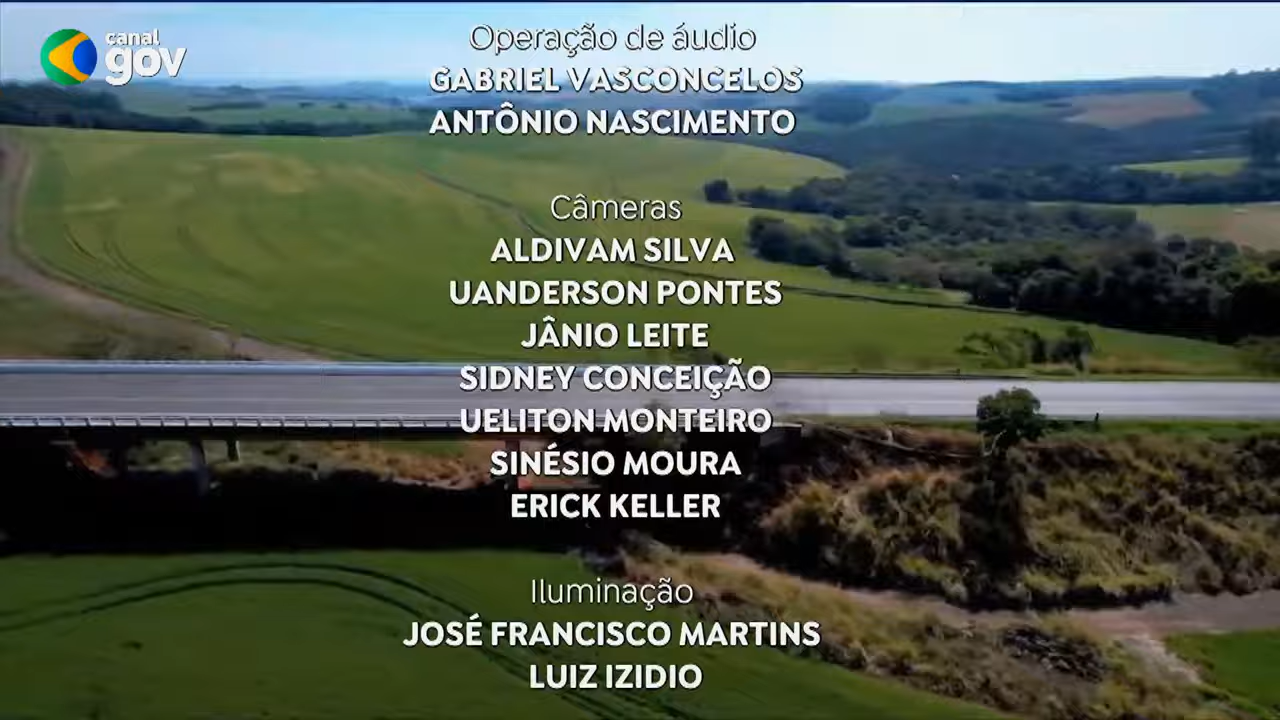 canal
gov
Operação de áudio
GABRIEL VASCONCELOS
ANTÔNIO NASCIMENTO
Câmeras
ALDIVAM SILVA
UANDERSON PONTES
JÂNIO LEITE
SIDNEY CONCEIÇÃO
UELITON MONTEIRO
SINÉSIO MOURA
ERICK KELLER
Iluminação
JOSÉ FRANCISCO MARTINS
LUIZ IZIDIO